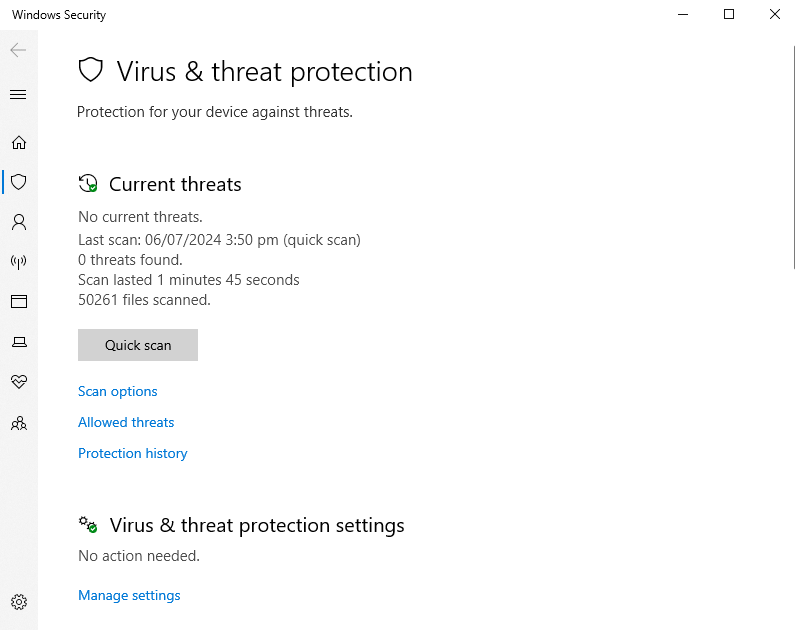 Windows Security
Virus & threat protection
Protection for your device against threats.
Current threats
No current threats.
Last scan: 06/07/2024 3:50 pm (quick scan)
0 threats found.
Scan lasted 1 minutes 45 seconds
50261 files scanned.
Quick scan
Scan options
Allowed threats
Protection history
Virus & threat protection settings
No action needed.
Manage settings